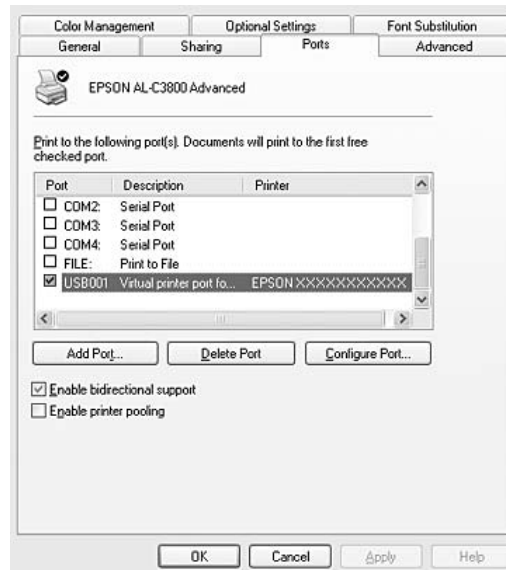 Color Management Optional Settings Font Substitution
General Sharing Ports Advanced
EPSON AL-C3800 Advanced
Print to the following port(s). Documents will print to the first free
checked port.
Port Description Printer
COM2: Serial Port
COM3: Serial Port
COM4: Serial Port
FILE: Print to File
USB001 Virtual printer port fo... EPSON XXXXXXXXXXX
Add Port... Delete Port Configure Port...
Enable bidirectional support
Enable printer pooling
OK Cancel Apply Help